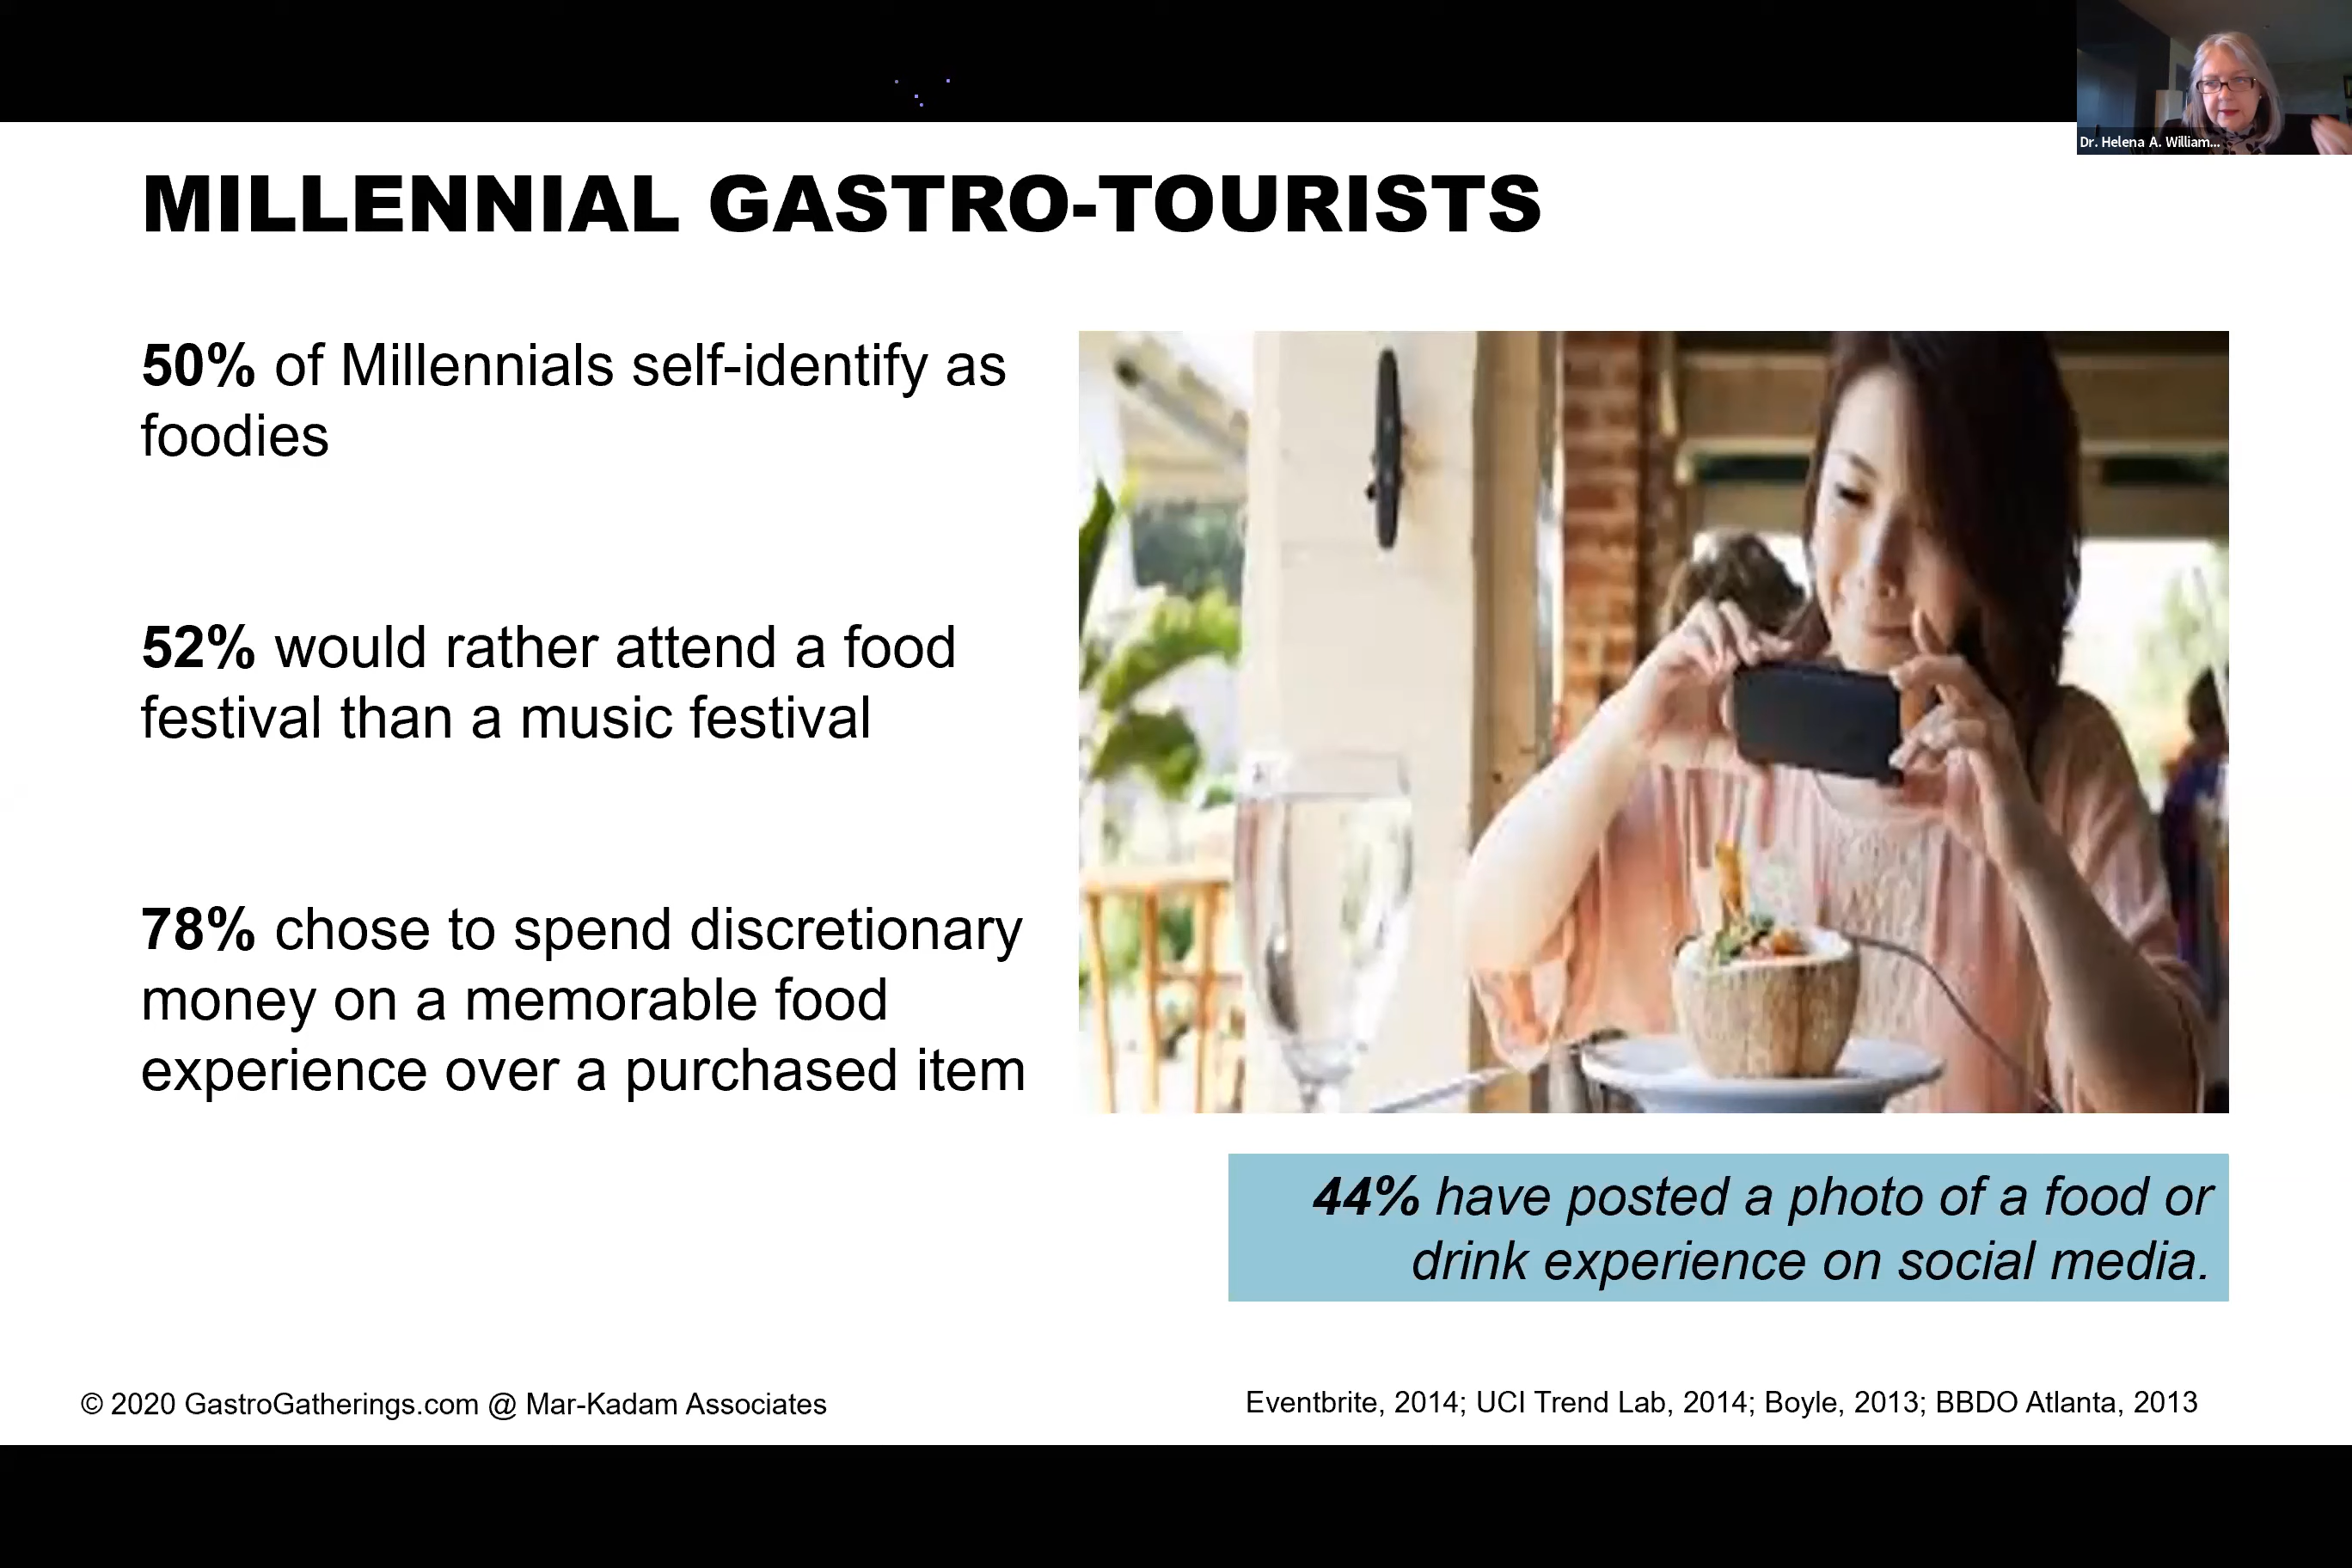 Dr. Helena A. William...
MILLENNIAL GASTRO-TOURISTS
50% of Millennials self-identify as
foodies
52% would rather attend a food
festival than a music festival
78% chose to spend discretionary
money on a memorable food
experience over a purchased item
44% have posted a photo of a food or
drink experience on social media.
© 2020 GastroGatherings.com @ Mar-Kadam Associates
Eventbrite, 2014; UCI Trend Lab, 2014; Boyle, 2013; BBDO Atlanta, 2013